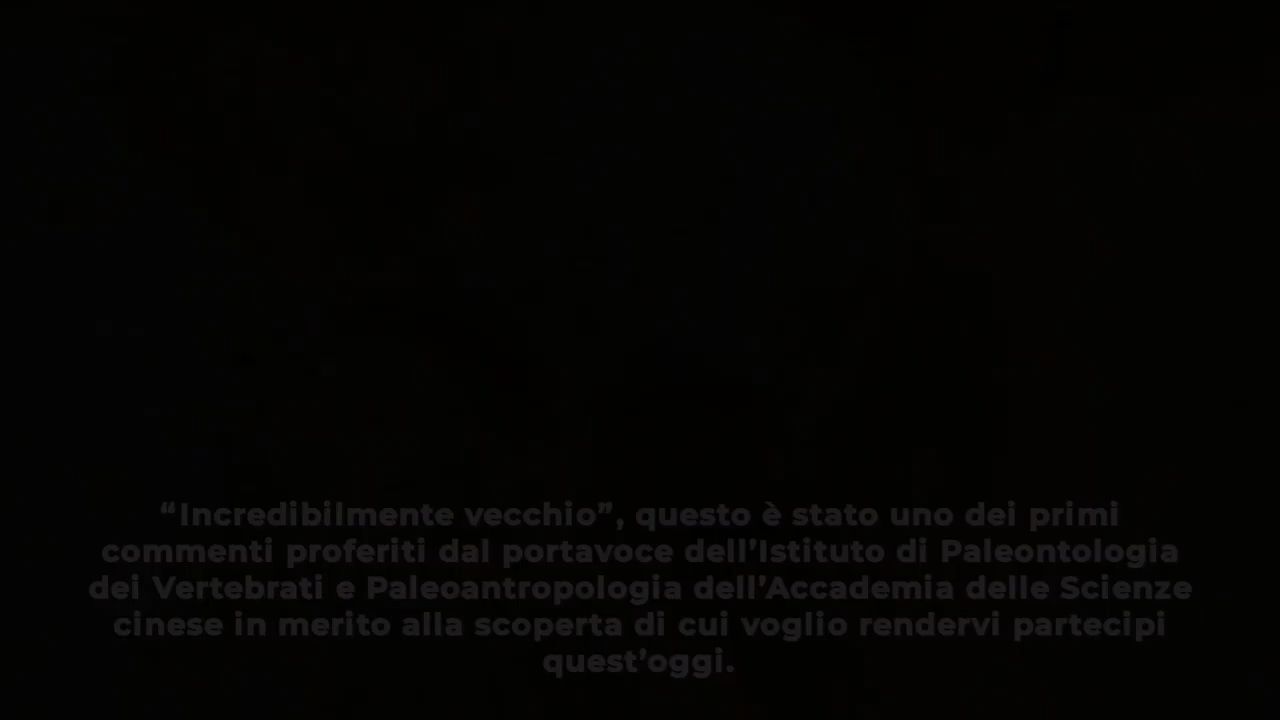 “Incredibilmente vecchio”, questo è stato uno dei primi
commenti proferiti dal portavoce dell’Istituto di Paleontologia
dei Vertebrati e Paleoantropologia dell’Accademia delle Scienze
cinese in merito alla scoperta di cui voglio rendervi partecipi
quest’oggi.